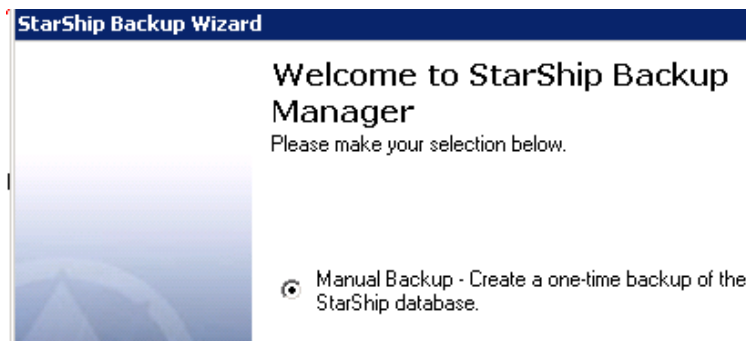 StarShip Backup Wizard
Welcome to StarShip Backup
Manager
Please make your selection below.
Manual Backup - Create a one-time backup of the
StarShip database.